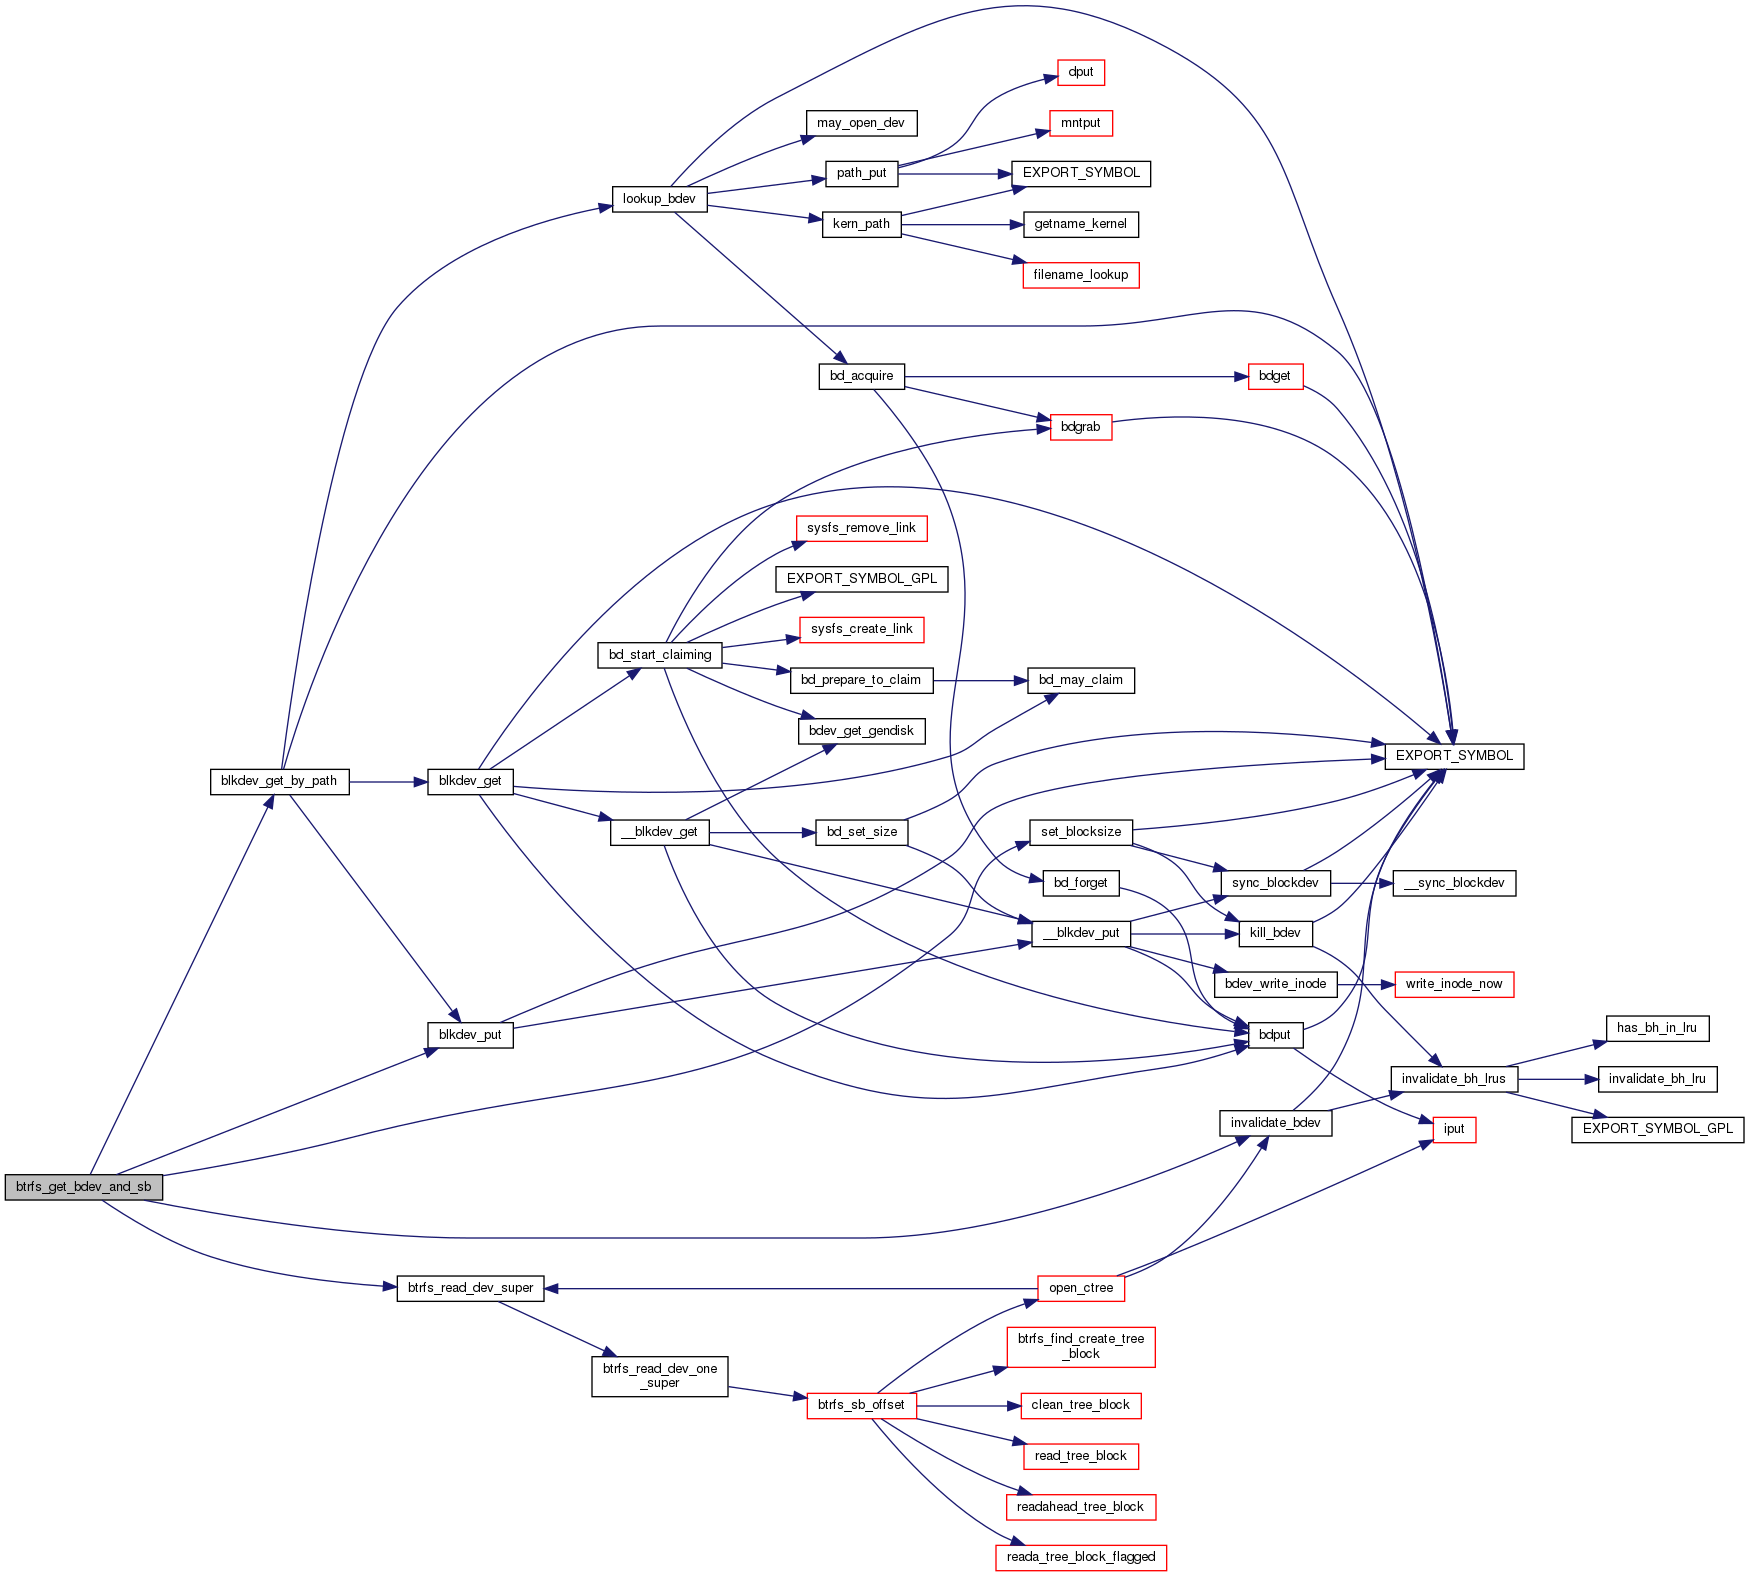 dput
may_open_dev
mntput
path_put
EXPORT_SYMBOL
lookup_bdev
kern_path
getname_kernel
filename_lookup
bd_acquire
bdget
bdgrab
sysfs_remove_link
EXPORT_SYMBOL_GPL
sysfs_create_link
bd_start_claiming
bd_prepare_to_claim
bd_may_claim
bdev_get_gendisk
EXPORT_SYMBOL
blkdev_get_by_path
blkdev_get
__blkdev_get
bd_set_size
set_blocksize
bd_forget
sync_blockdev
__sync_blockdev
__blkdev_put
kill_bdev
bdev_write_inode
write_inode_now
blkdev_put
bdput
has_bh_in_lru
invalidate_bh_lrus
invalidate_bh_lru
invalidate_bdev
iput
EXPORT_SYMBOL_GPL
btrfs_get_bdev_and_sb
btrfs_read_dev_super
open_ctree
btrfs_find_create_tree
_block
btrfs_read_dev_one
_super
btrfs_sb_offset
clean_tree_block
read_tree_block
readahead_tree_block
reada_tree_block_flagged